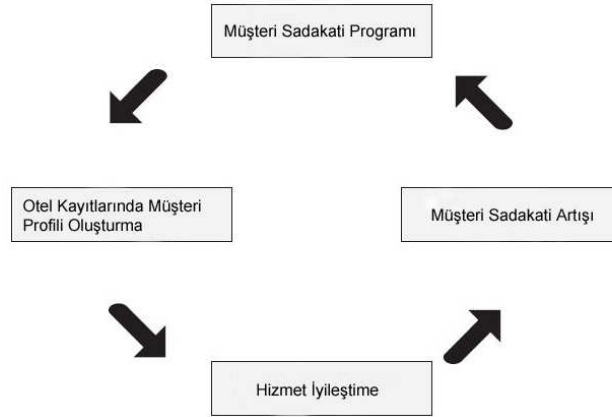 Müşteri Sadakati Programı
Otel Kayıtlarında Müşteri
Profili Oluşturma
Müşteri Sadakati Artışı
Hizmet İyileştime